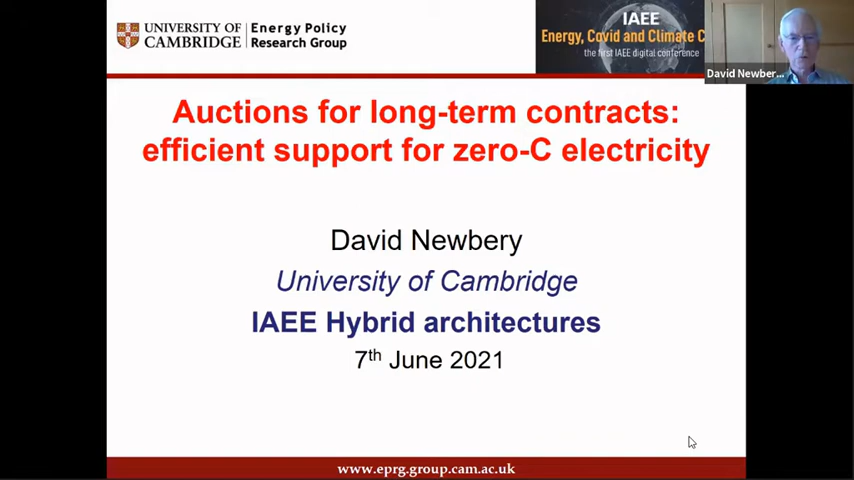 UNIVERSITY OF
CAMBRIDGE
Energy Policy
Research Group
IAEE
Energy, Covid and Climate C
the first IAEE digital conference
David Newber...
Auctions for long-term contracts:
efficient support for zero-C electricity
David Newbery
University of Cambridge
IAEE Hybrid architectures
7th June 2021
www.eprg.group.cam.ac.uk